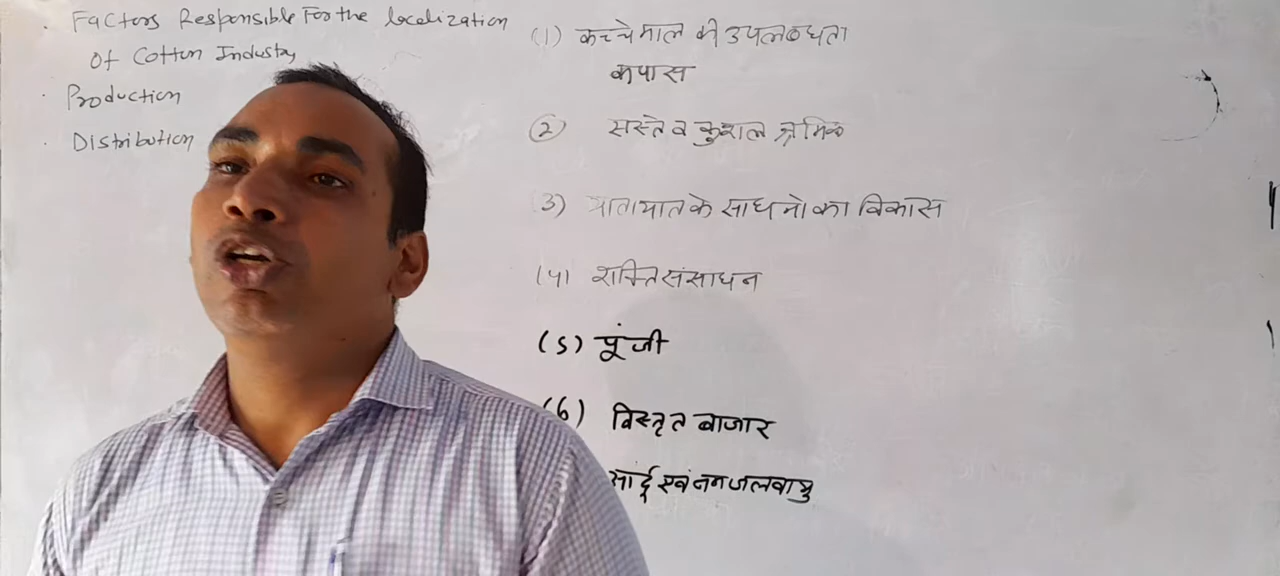 . Factors Responsible For the localization
of Cotton Industry
. Production
. Distribution
(1) कच्चे माल की उपलब्धता
कपास
(2) सस्ते व कुशल श्रमिक
(3) यातायात के साधनो का विकास
(4) शक्ति संसाधन
(5) पूंजी
(6) विस्तृत बाजार
आर्द्र एवं नम जलवायु